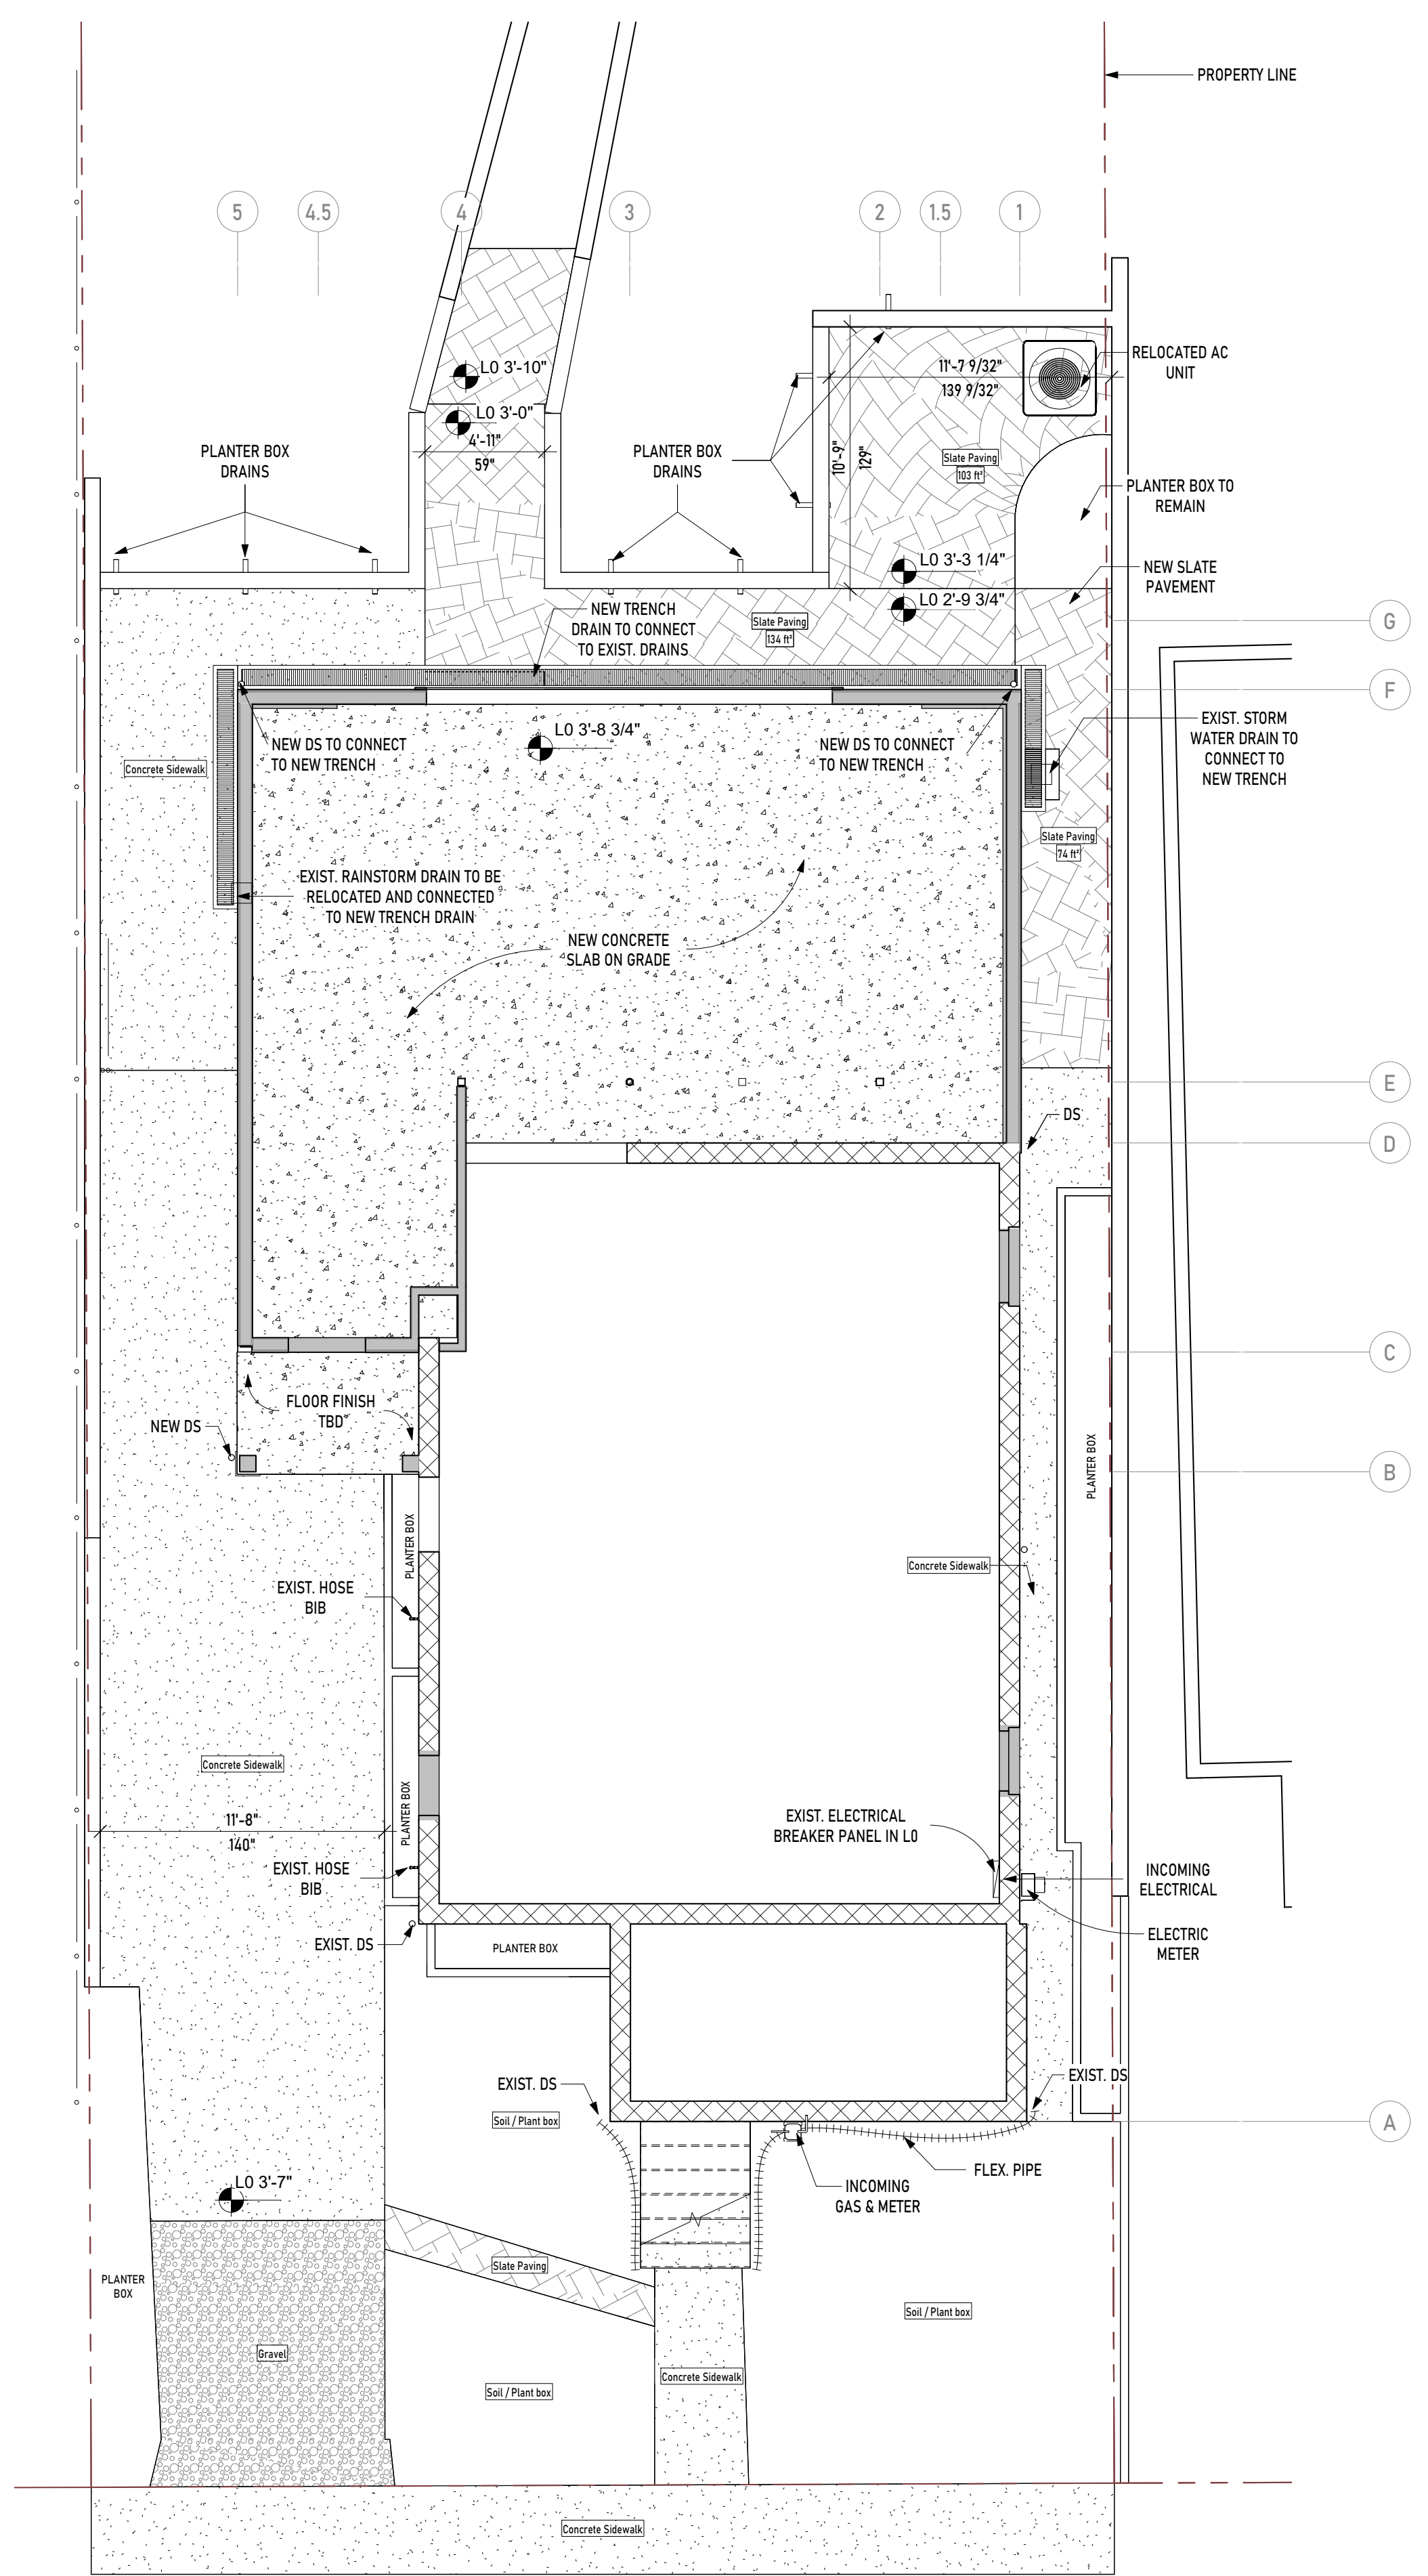 PROPERTY LINE
5
4.5
4
3
2
1.5
1
L0 3'-10"
L0 3'-0"
4'-11"
59"
11'-7 9/32"
139 9/32"
RELOCATED AC
UNIT
PLANTER BOX
DRAINS
PLANTER BOX
DRAINS
10'-9"
129"
Slate Paving
103 ft²
PLANTER BOX TO
REMAIN
L0 3'-3 1/4"
L0 2'-9 3/4"
NEW SLATE
PAVEMENT
NEW TRENCH
DRAIN TO CONNECT
TO EXIST. DRAINS
Slate Paving
134 ft²
G
F
L0 3'-8 3/4"
NEW DS TO CONNECT
TO NEW TRENCH
NEW DS TO CONNECT
TO NEW TRENCH
EXIST. STORM
WATER DRAIN TO
CONNECT TO
NEW TRENCH
Concrete Sidewalk
Slate Paving
74 ft²
EXIST. RAINSTORM DRAIN TO BE
RELOCATED AND CONNECTED
TO NEW TRENCH DRAIN
NEW CONCRETE
SLAB ON GRADE
E
DS
D
C
FLOOR FINISH
TBD
NEW DS
B
PLANTER BOX
PLANTER BOX
Concrete Sidewalk
EXIST. HOSE
BIB
Concrete Sidewalk
PLANTER BOX
11'-8"
140"
EXIST. ELECTRICAL
BREAKER PANEL IN L0
EXIST. HOSE
BIB
INCOMING
ELECTRICAL
EXIST. DS
PLANTER BOX
ELECTRIC
METER
EXIST. DS
EXIST. DS
Soil / Plant box
A
FLEX. PIPE
INCOMING
GAS & METER
L0 3'-7"
Slate Paving
PLANTER
BOX
Soil / Plant box
Gravel
Concrete Sidewalk
Soil / Plant box
Concrete Sidewalk